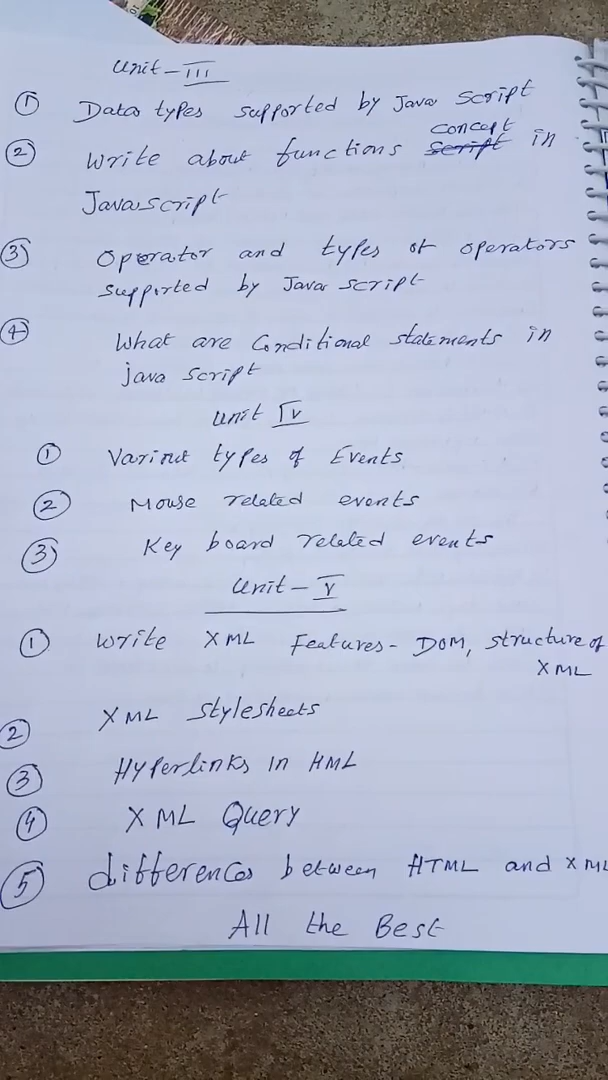 Unit - III
① Data types supported by Java Script
concept
② Write about functions script in
Javascript
③ Operator and types of operators
supported by Java script
④ What are Conditional statements in
java script
Unit IV
① Varioue types of Events
② Mouse related events
③ Key board related events
Unit - V
① Write XML Features - DOM, structure of
XML
② XML stylesheets
③ Hyperlinks in HML
④ XML Query
⑤ differences between HTML and XML
All the Best